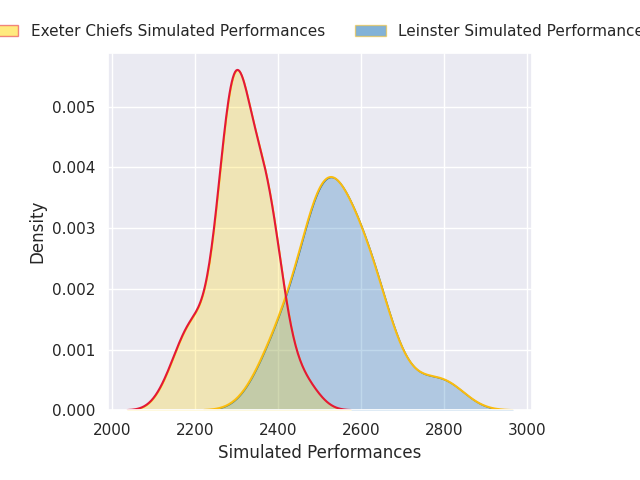 Exeter Chiefs Simulated Performances
Leinster Simulated Performance
0.005
0.004
0.003
0.002
0.001
0.000
Density
2000 2200 2400 2600 2800 3000
Simulated Performances